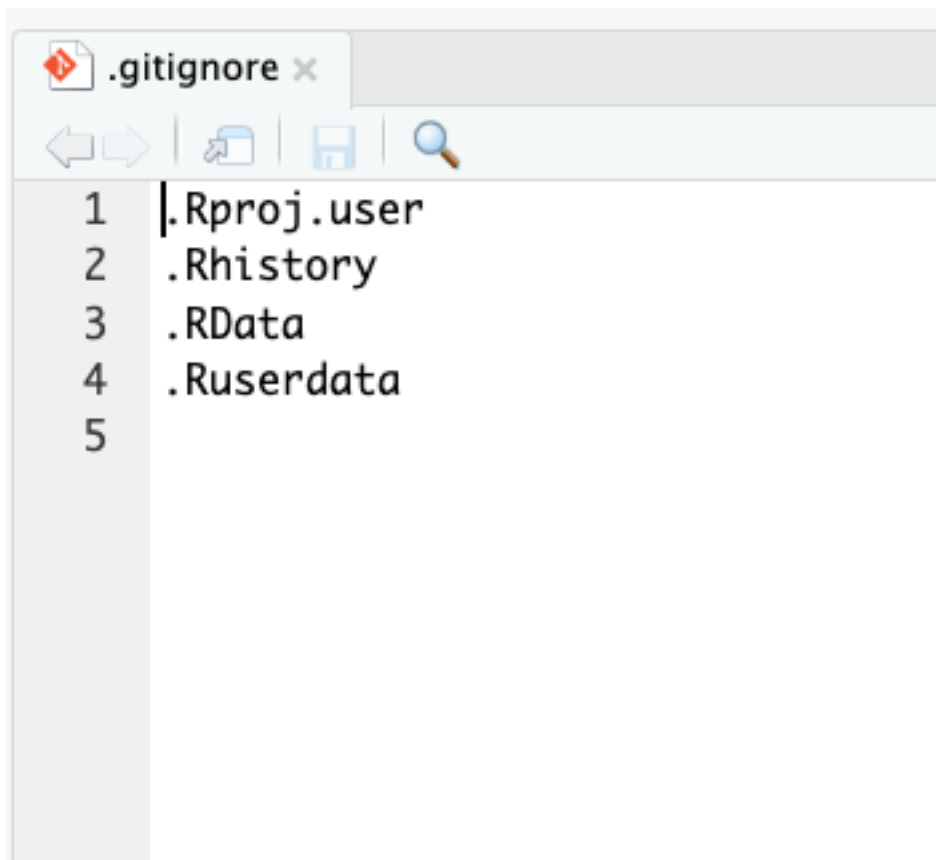 .gitignore
1 .Rproj.user
2 .Rhistory
3 .RData
4 .Ruserdata
5